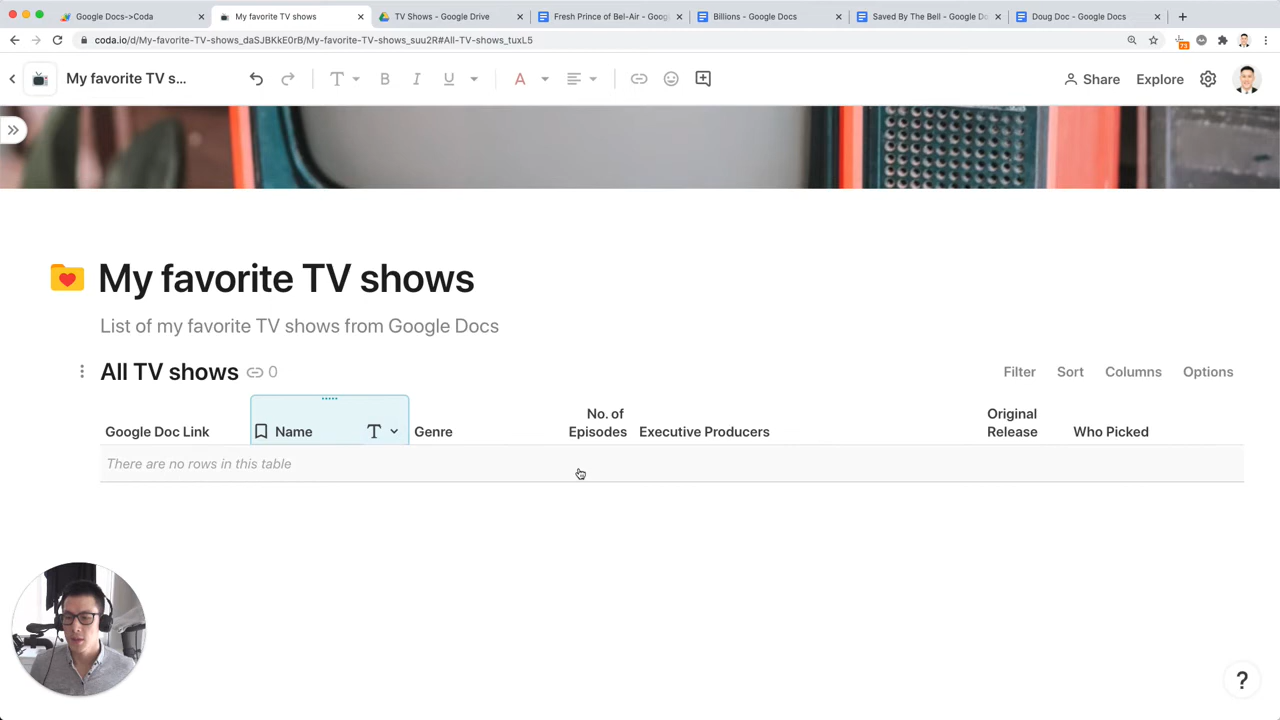 Google Docs->Coda
My favorite TV shows
TV Shows - Google Drive
Fresh Prince of Bel-Air - Goog
Billions - Google Docs
Saved By The Bell - Google Do
Doug Doc - Google Docs
coda.io/d/My-favorite-TV-shows_daSJBKkE0rB/My-favorite-TV-shows_suu2R#All-TV-shows_tuxL5
73
My favorite TV s...
T
B
I
U
A
Share
Explore
My favorite TV shows
List of my favorite TV shows from Google Docs
All TV shows 0
Filter Sort Columns Options
Google Doc Link
Name T
Genre
No. of
Episodes
Executive Producers
Original
Release
Who Picked
There are no rows in this table
?